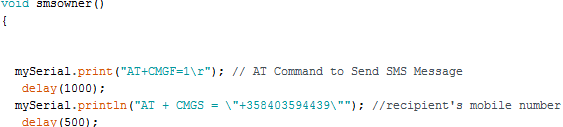 void smsowner()
{
mySerial.print("AT+CMGF=1\r"); // AT Command to Send SMS Message
delay(1000);
mySerial.println("AT + CMGS = \"+358403594439\""); //recipient's mobile number
delay(500);